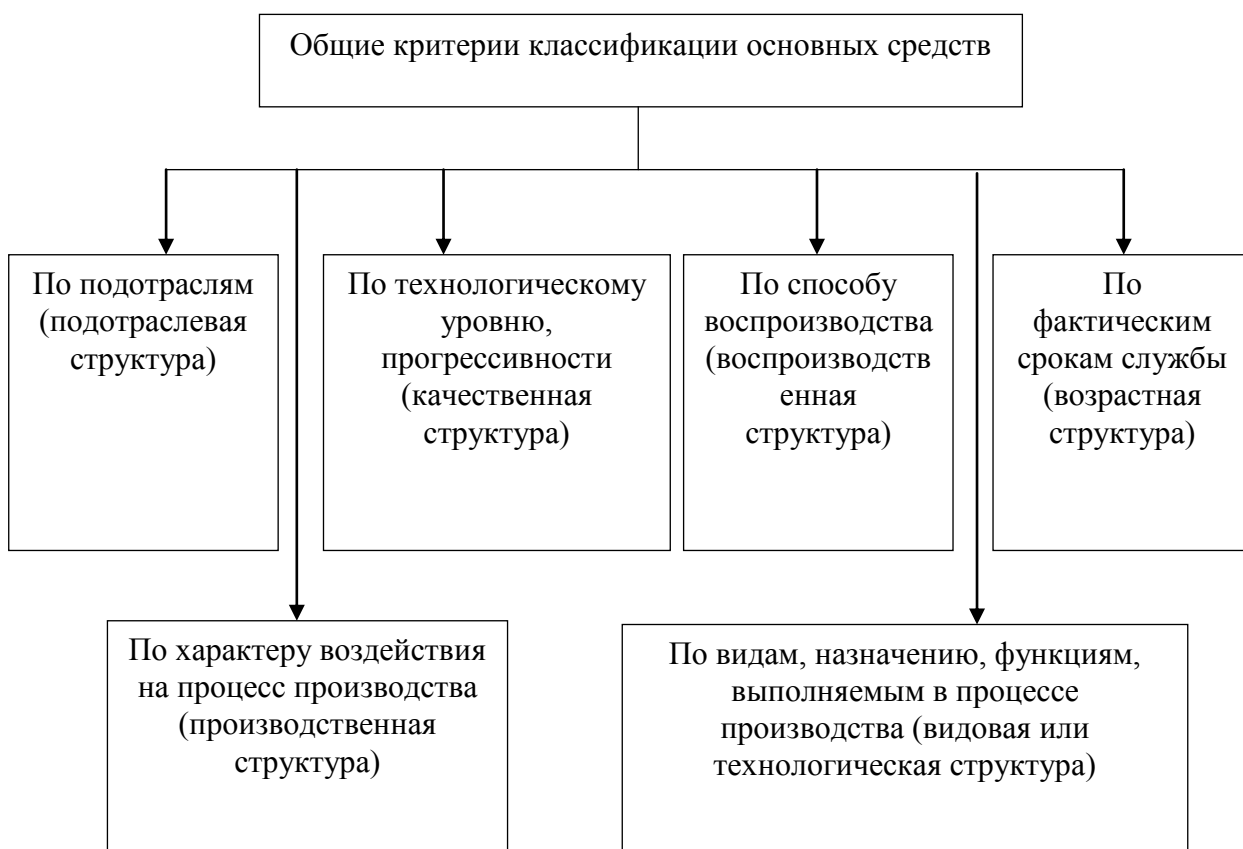 Общие критерии классификации основных средств
По подотраслям
(подотраслевая
структура)
По технологическому
уровню,
прогрессивности
(качественная
структура)
По способу
воспроизводства
(воспроизводств
енная
структура)
По
фактическим
срокам службы
(возрастная
структура)
По характеру воздействия
на процесс производства
(производственная
структура)
По видам, назначению, функциям,
выполняемым в процессе
производства (видовая или
технологическая структура)